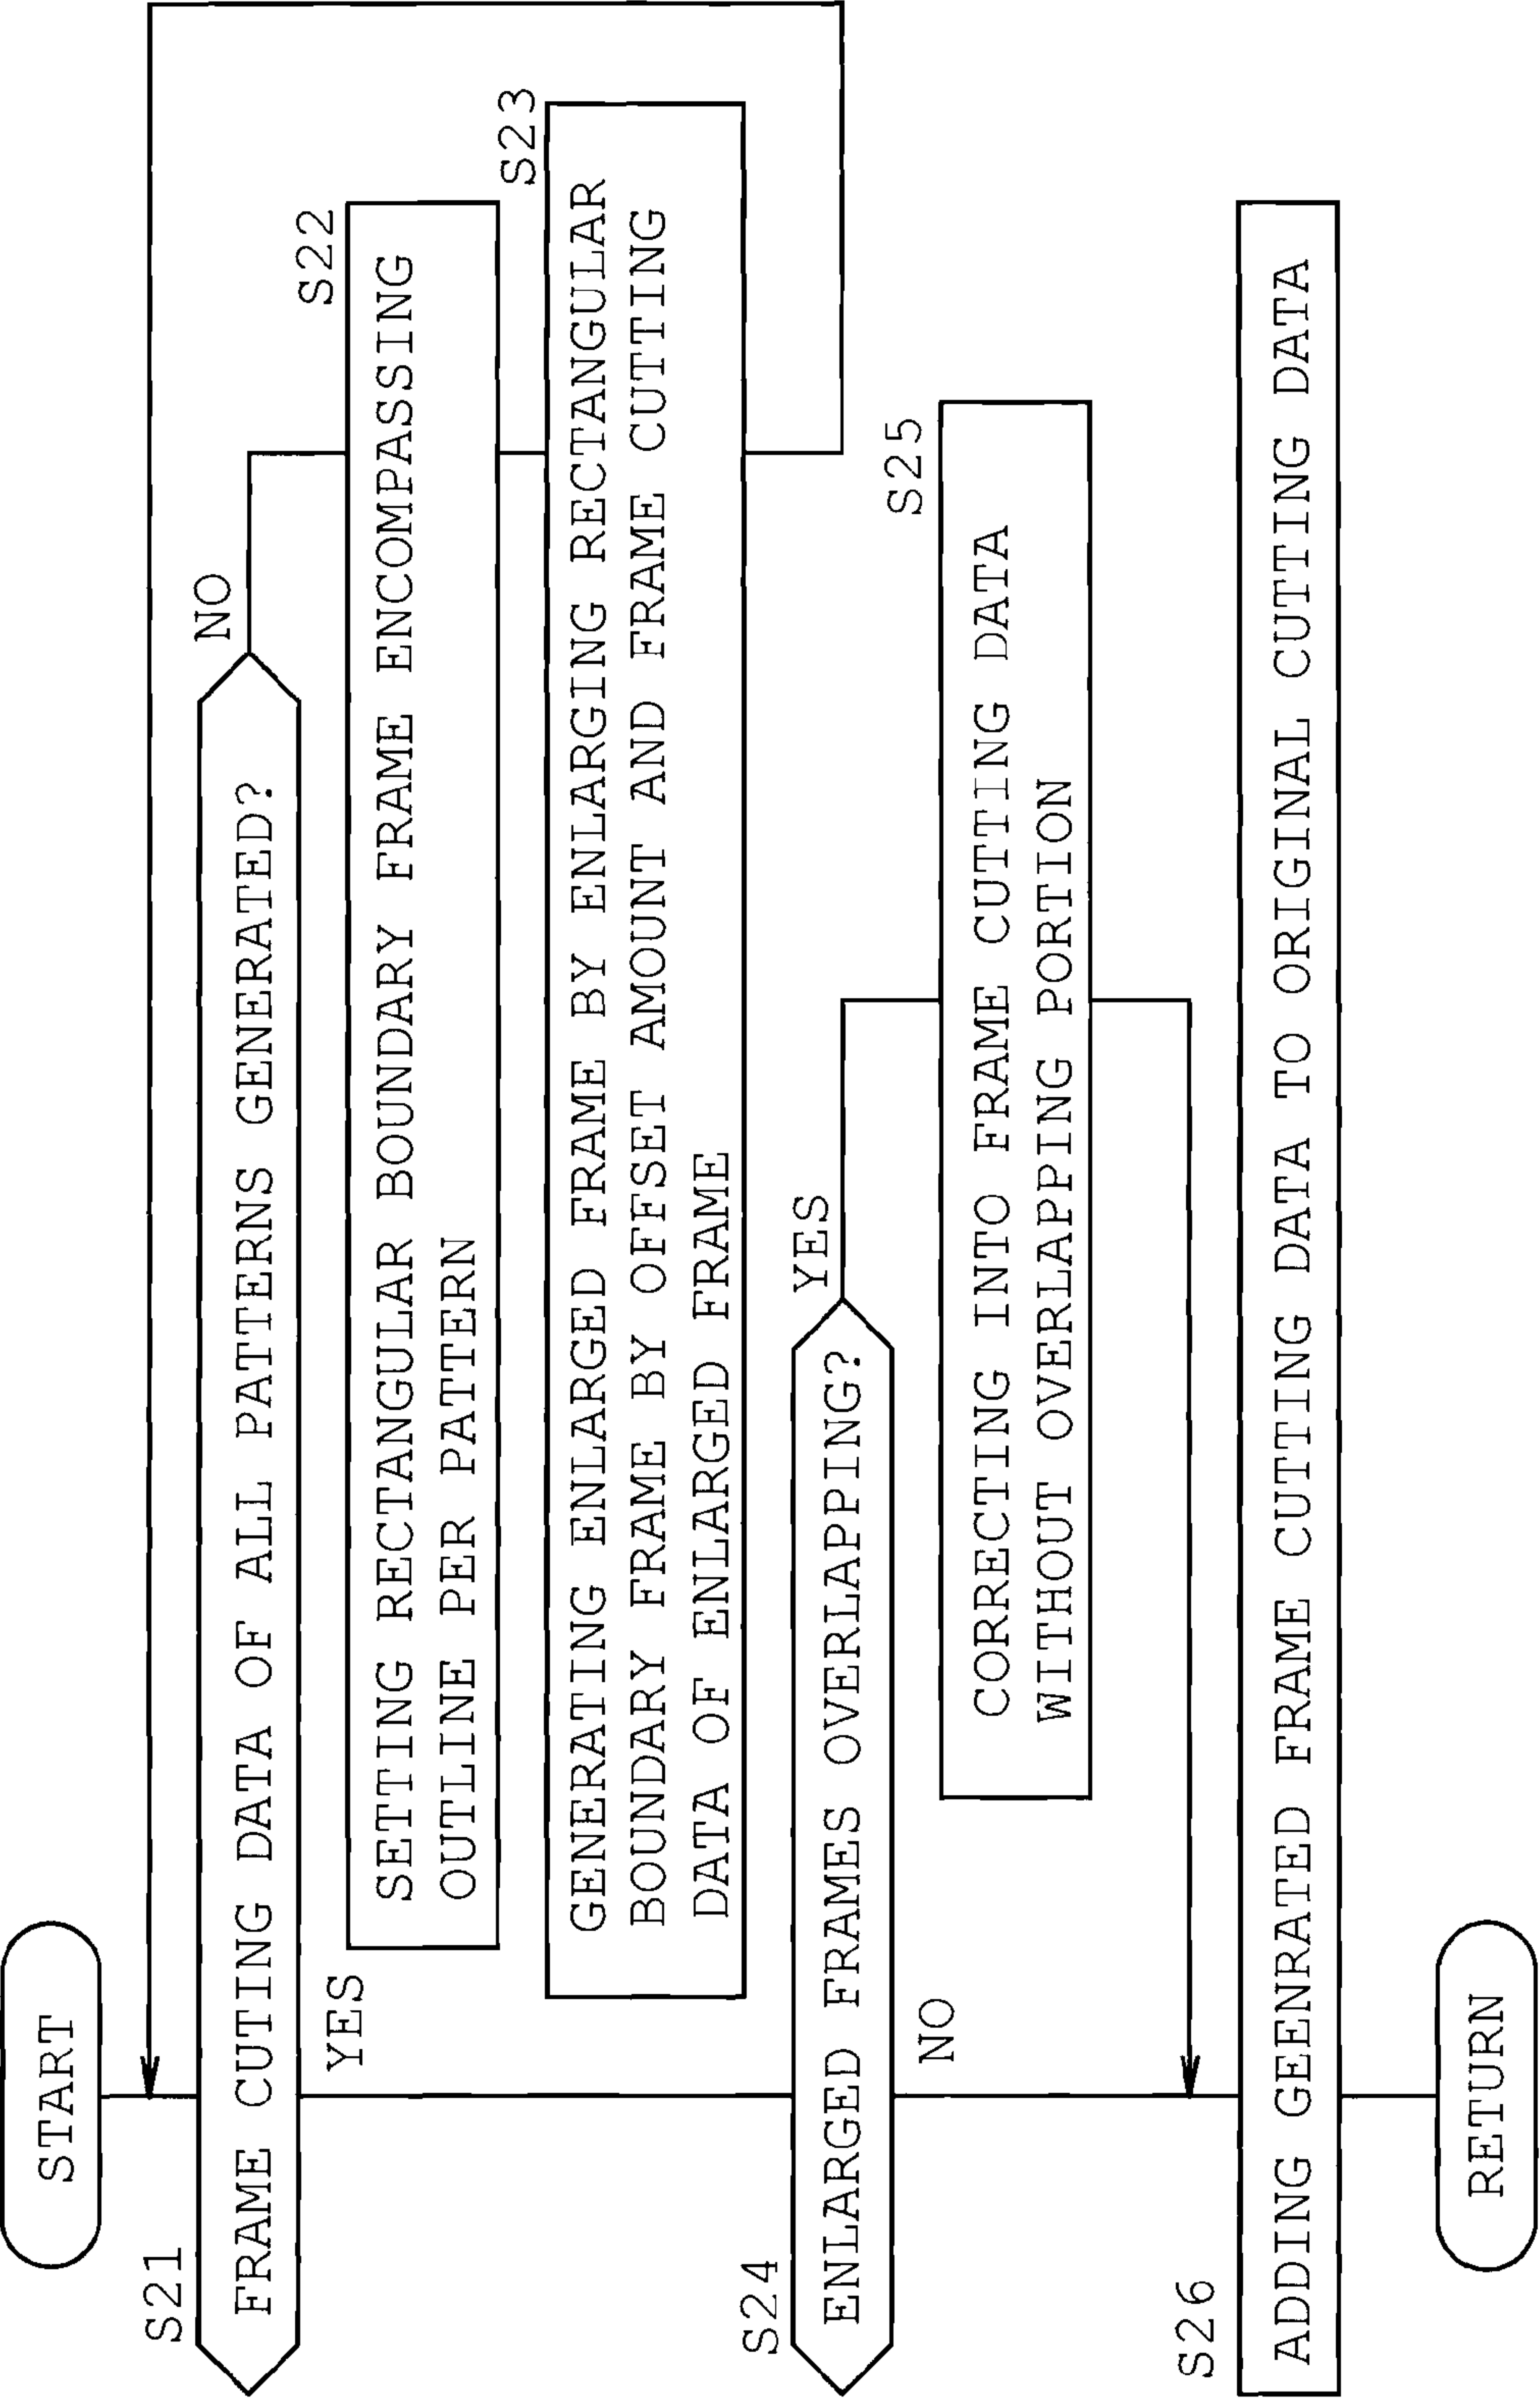 START
S21
FRAME CUTING DATA OF ALL PATTERNS GENERATED?
NO
YES
S22
SETTING RECTANGULAR BOUNDARY FRAME ENCOMPASSING
OUTLINE PER PATTERN
S23
GENERATING ENLARGED FRAME BY ENLARGING RECTANGULAR
BOUNDARY FRAME BY OFFSET AMOUNT AND FRAME CUTTING
DATA OF ENLARGED FRAME
S24
ENLARGED FRAMES OVERLAPPING?
YES
NO
S25
CORRECTING INTO FRAME CUTTING DATA
WITHOUT OVERLAPPING PORTION
S26
ADDING GEENRATED FRAME CUTTING DATA TO ORIGINAL CUTTING DATA
RETURN